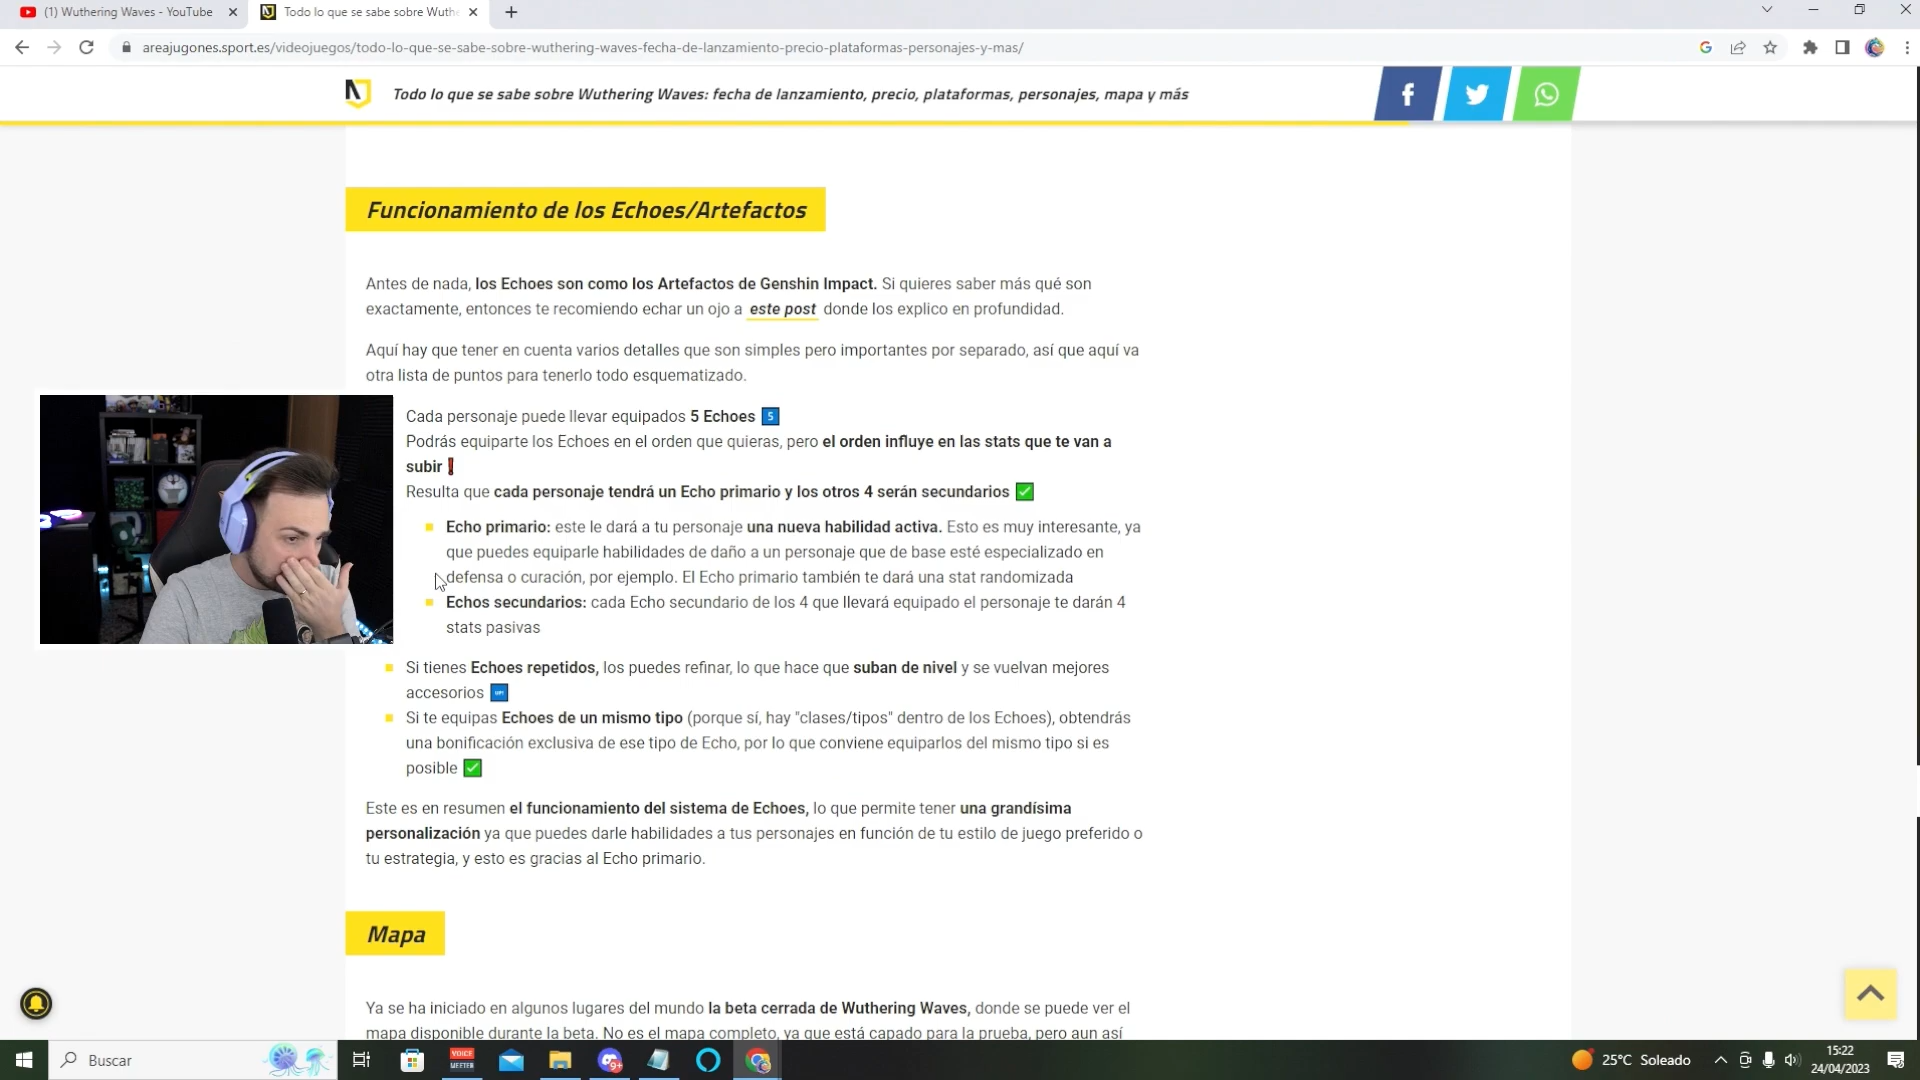 (1) Wuthering Waves - YouTube
Todo lo que se sabe sobre Wuthe
areajugones.sport.es/videojuegos/todo-lo-que-se-sabe-sobre-wuthering-waves-fecha-de-lanzamiento-precio-plataformas-personajes-y-mas/
Todo lo que se sabe sobre Wuthering Waves: fecha de lanzamiento, precio, plataformas, personajes, mapa y más
Funcionamiento de los Echoes/Artefactos
Antes de nada, los Echoes son como los Artefactos de Genshin Impact. Si quieres saber más qué son
exactamente, entonces te recomiendo echar un ojo a este post donde los explico en profundidad.
Aquí hay que tener en cuenta varios detalles que son simples pero importantes por separado, así que aquí va
otra lista de puntos para tenerlo todo esquematizado.
Cada personaje puede llevar equipados 5 Echoes 5
Podrás equiparte los Echoes en el orden que quieras, pero el orden influye en las stats que te van a
subir❗
Resulta que cada personaje tendrá un Echo primario y los otros 4 serán secundarios ✅
Echo primario: este le dará a tu personaje una nueva habilidad activa. Esto es muy interesante, ya
que puedes equiparle habilidades de daño a un personaje que de base esté especializado en
defensa o curación, por ejemplo. El Echo primario también te dará una stat randomizada
Echos secundarios: cada Echo secundario de los 4 que llevará equipado el personaje te darán 4
stats pasivas
Si tienes Echoes repetidos, los puedes refinar, lo que hace que suban de nivel y se vuelvan mejores
accesorios UP!
Si te equipas Echoes de un mismo tipo (porque sí, hay "clases/tipos" dentro de los Echoes), obtendrás
una bonificación exclusiva de ese tipo de Echo, por lo que conviene equiparlos del mismo tipo si es
posible ✅
Este es en resumen el funcionamiento del sistema de Echoes, lo que permite tener una grandísima
personalización ya que puedes darle habilidades a tus personajes en función de tu estilo de juego preferido o
tu estrategia, y esto es gracias al Echo primario.
Mapa
Ya se ha iniciado en algunos lugares del mundo la beta cerrada de Wuthering Waves, donde se puede ver el
mapa disponible durante la beta. No es el mapa completo, ya que está capado para la prueba, pero aun así
Buscar
VOICE
MEETER
9+
25°C Soleado
15:22
24/04/2023